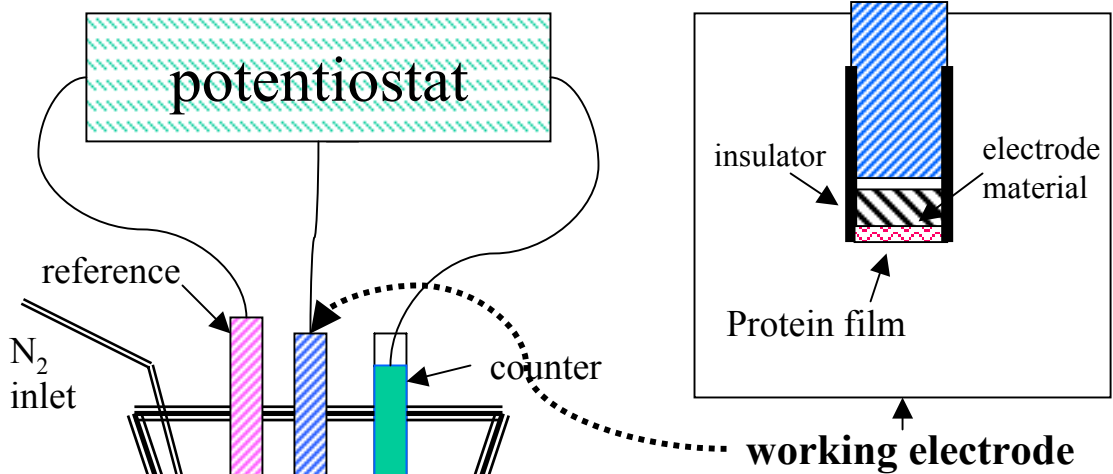 potentiostat
insulator
electrode
material
reference
Protein film
N₂
inlet
counter
working electrode